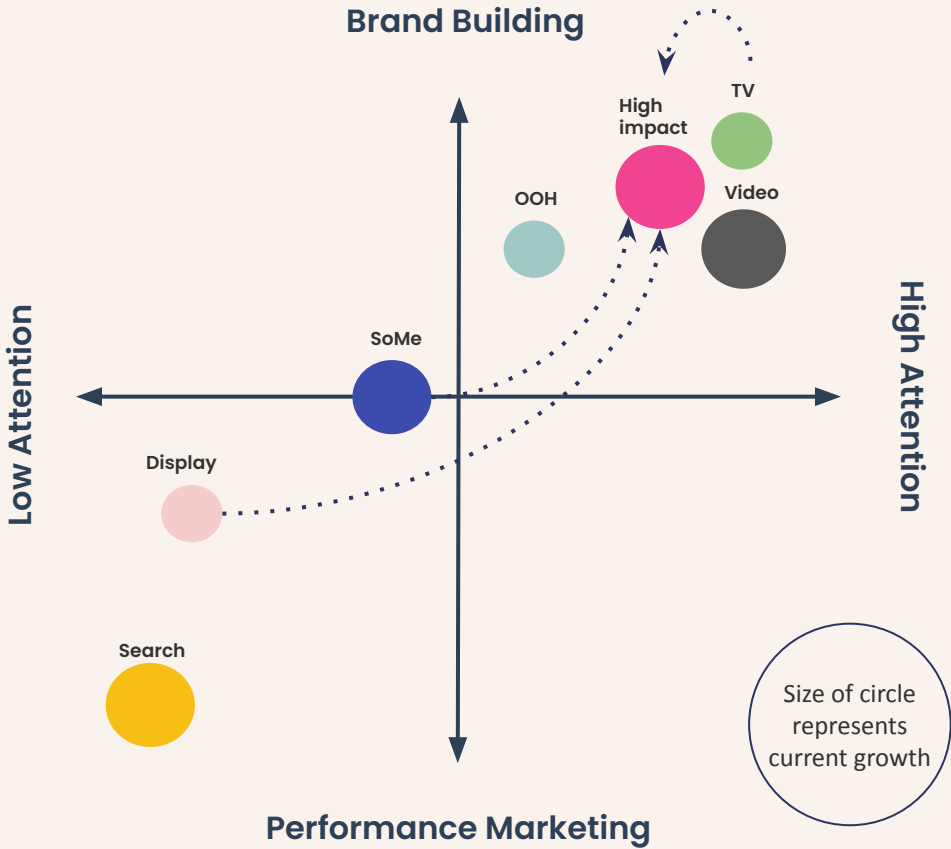 Brand Building
TV
High
impact
Video
OOH
SoMe
Low Attention
High Attention
Display
Search
Size of circle
represents
current growth
Performance Marketing